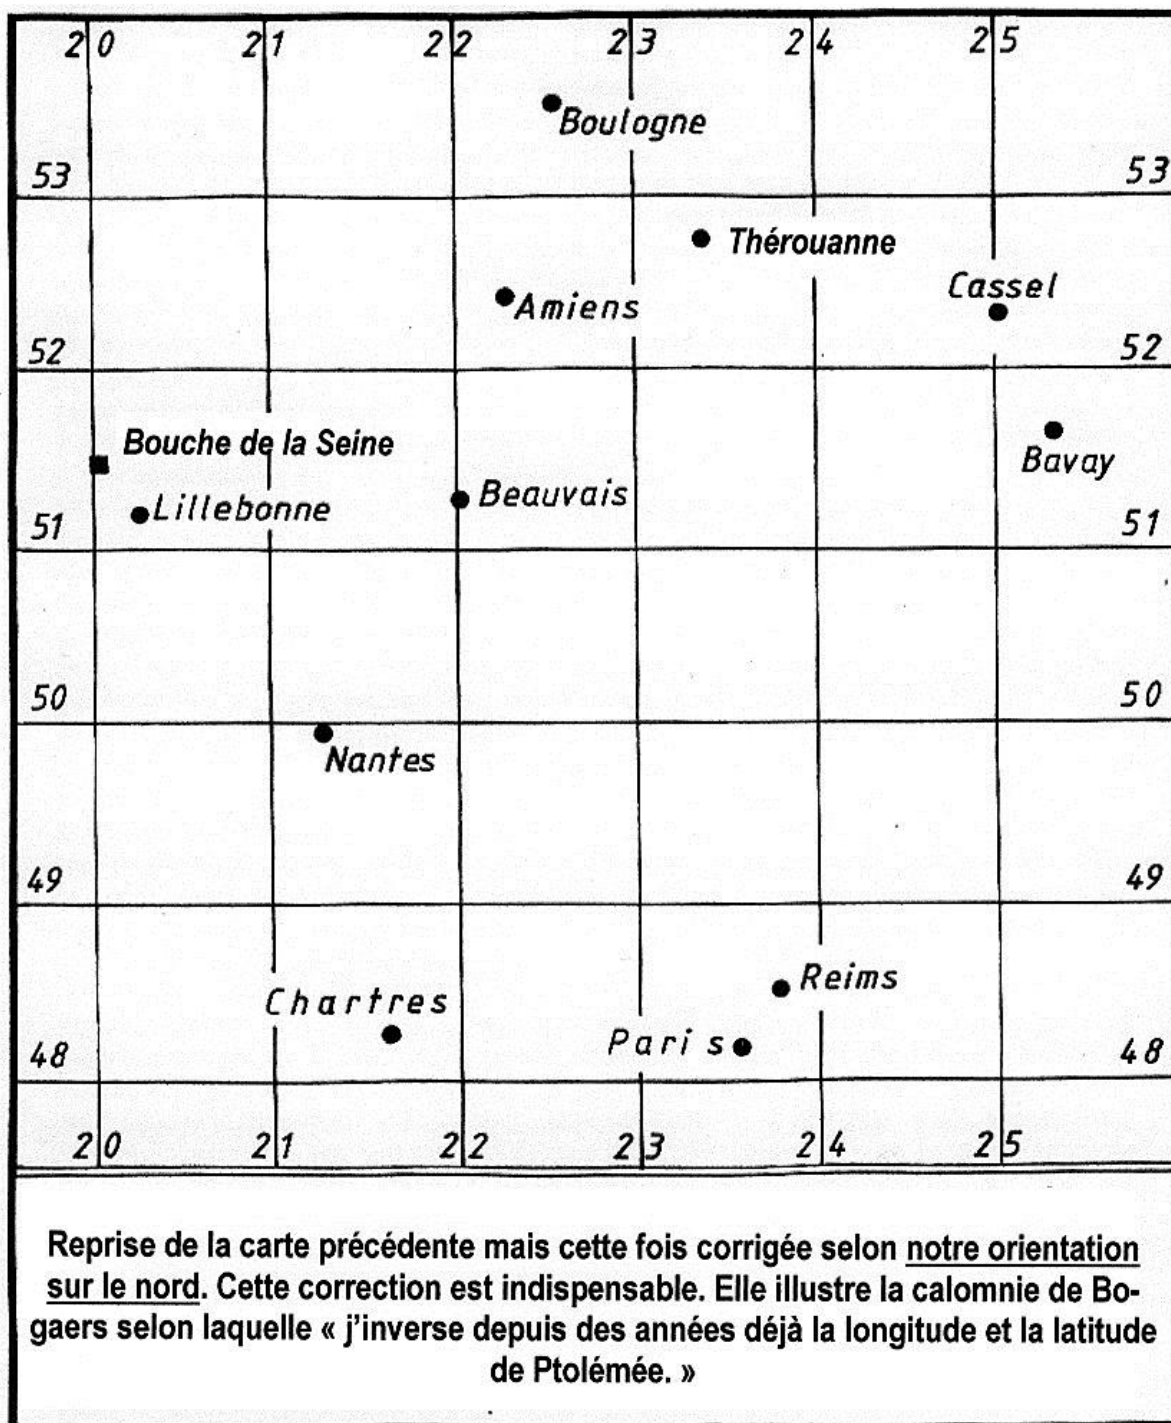 20 21 22 23 24 25
Boulogne
53 53
Thérouanne
Cassel
Amiens
52 52
Bouche de la Seine
Bavay
Beauvais
Lillebonne
51 51
50 50
Nantes
49 49
Reims
Chartres
Paris
48 48
20 21 22 23 24 25
Reprise de la carte précédente mais cette fois corrigée selon notre orientation
sur le nord. Cette correction est indispensable. Elle illustre la calomnie de Bo-
gaers selon laquelle « j’inverse depuis des années déjà la longitude et la latitude
de Ptolémée. »